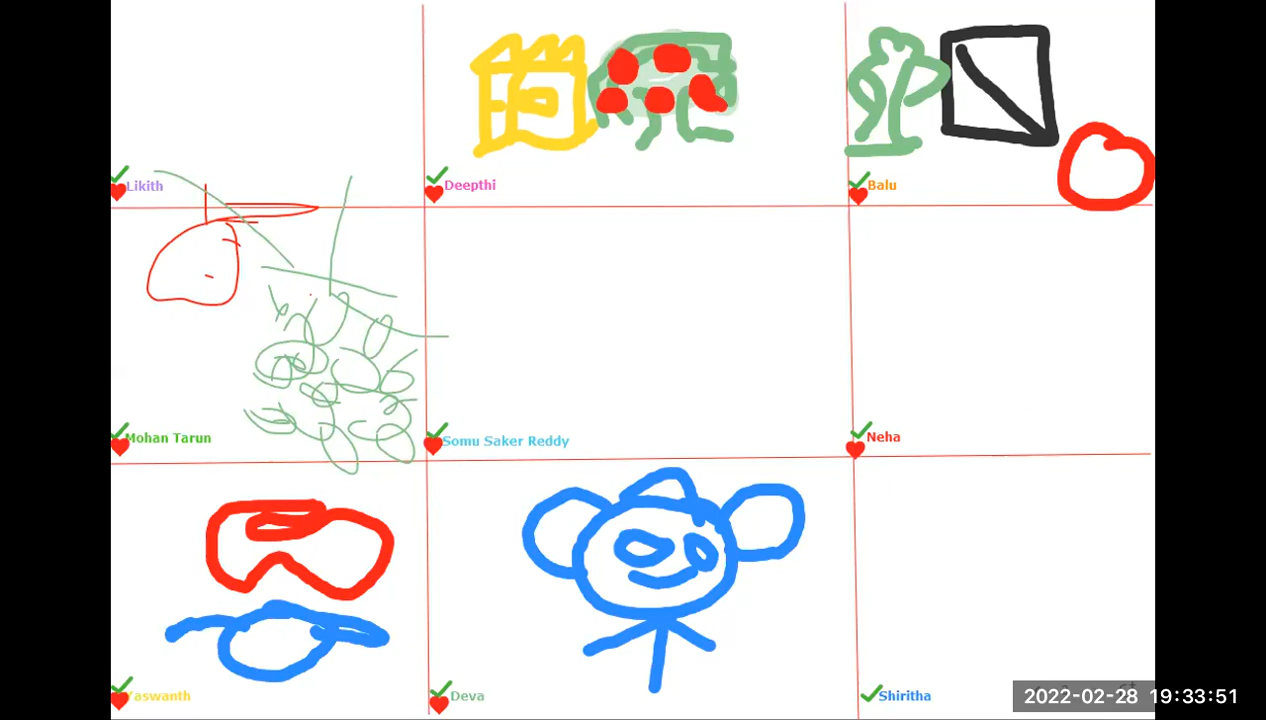 Likith
Deepthi
Balu
Mohan Tarun
Somu Saker Reddy
Neha
Yaswanth
Deva
Shiritha
2022-02-28 19:33:51